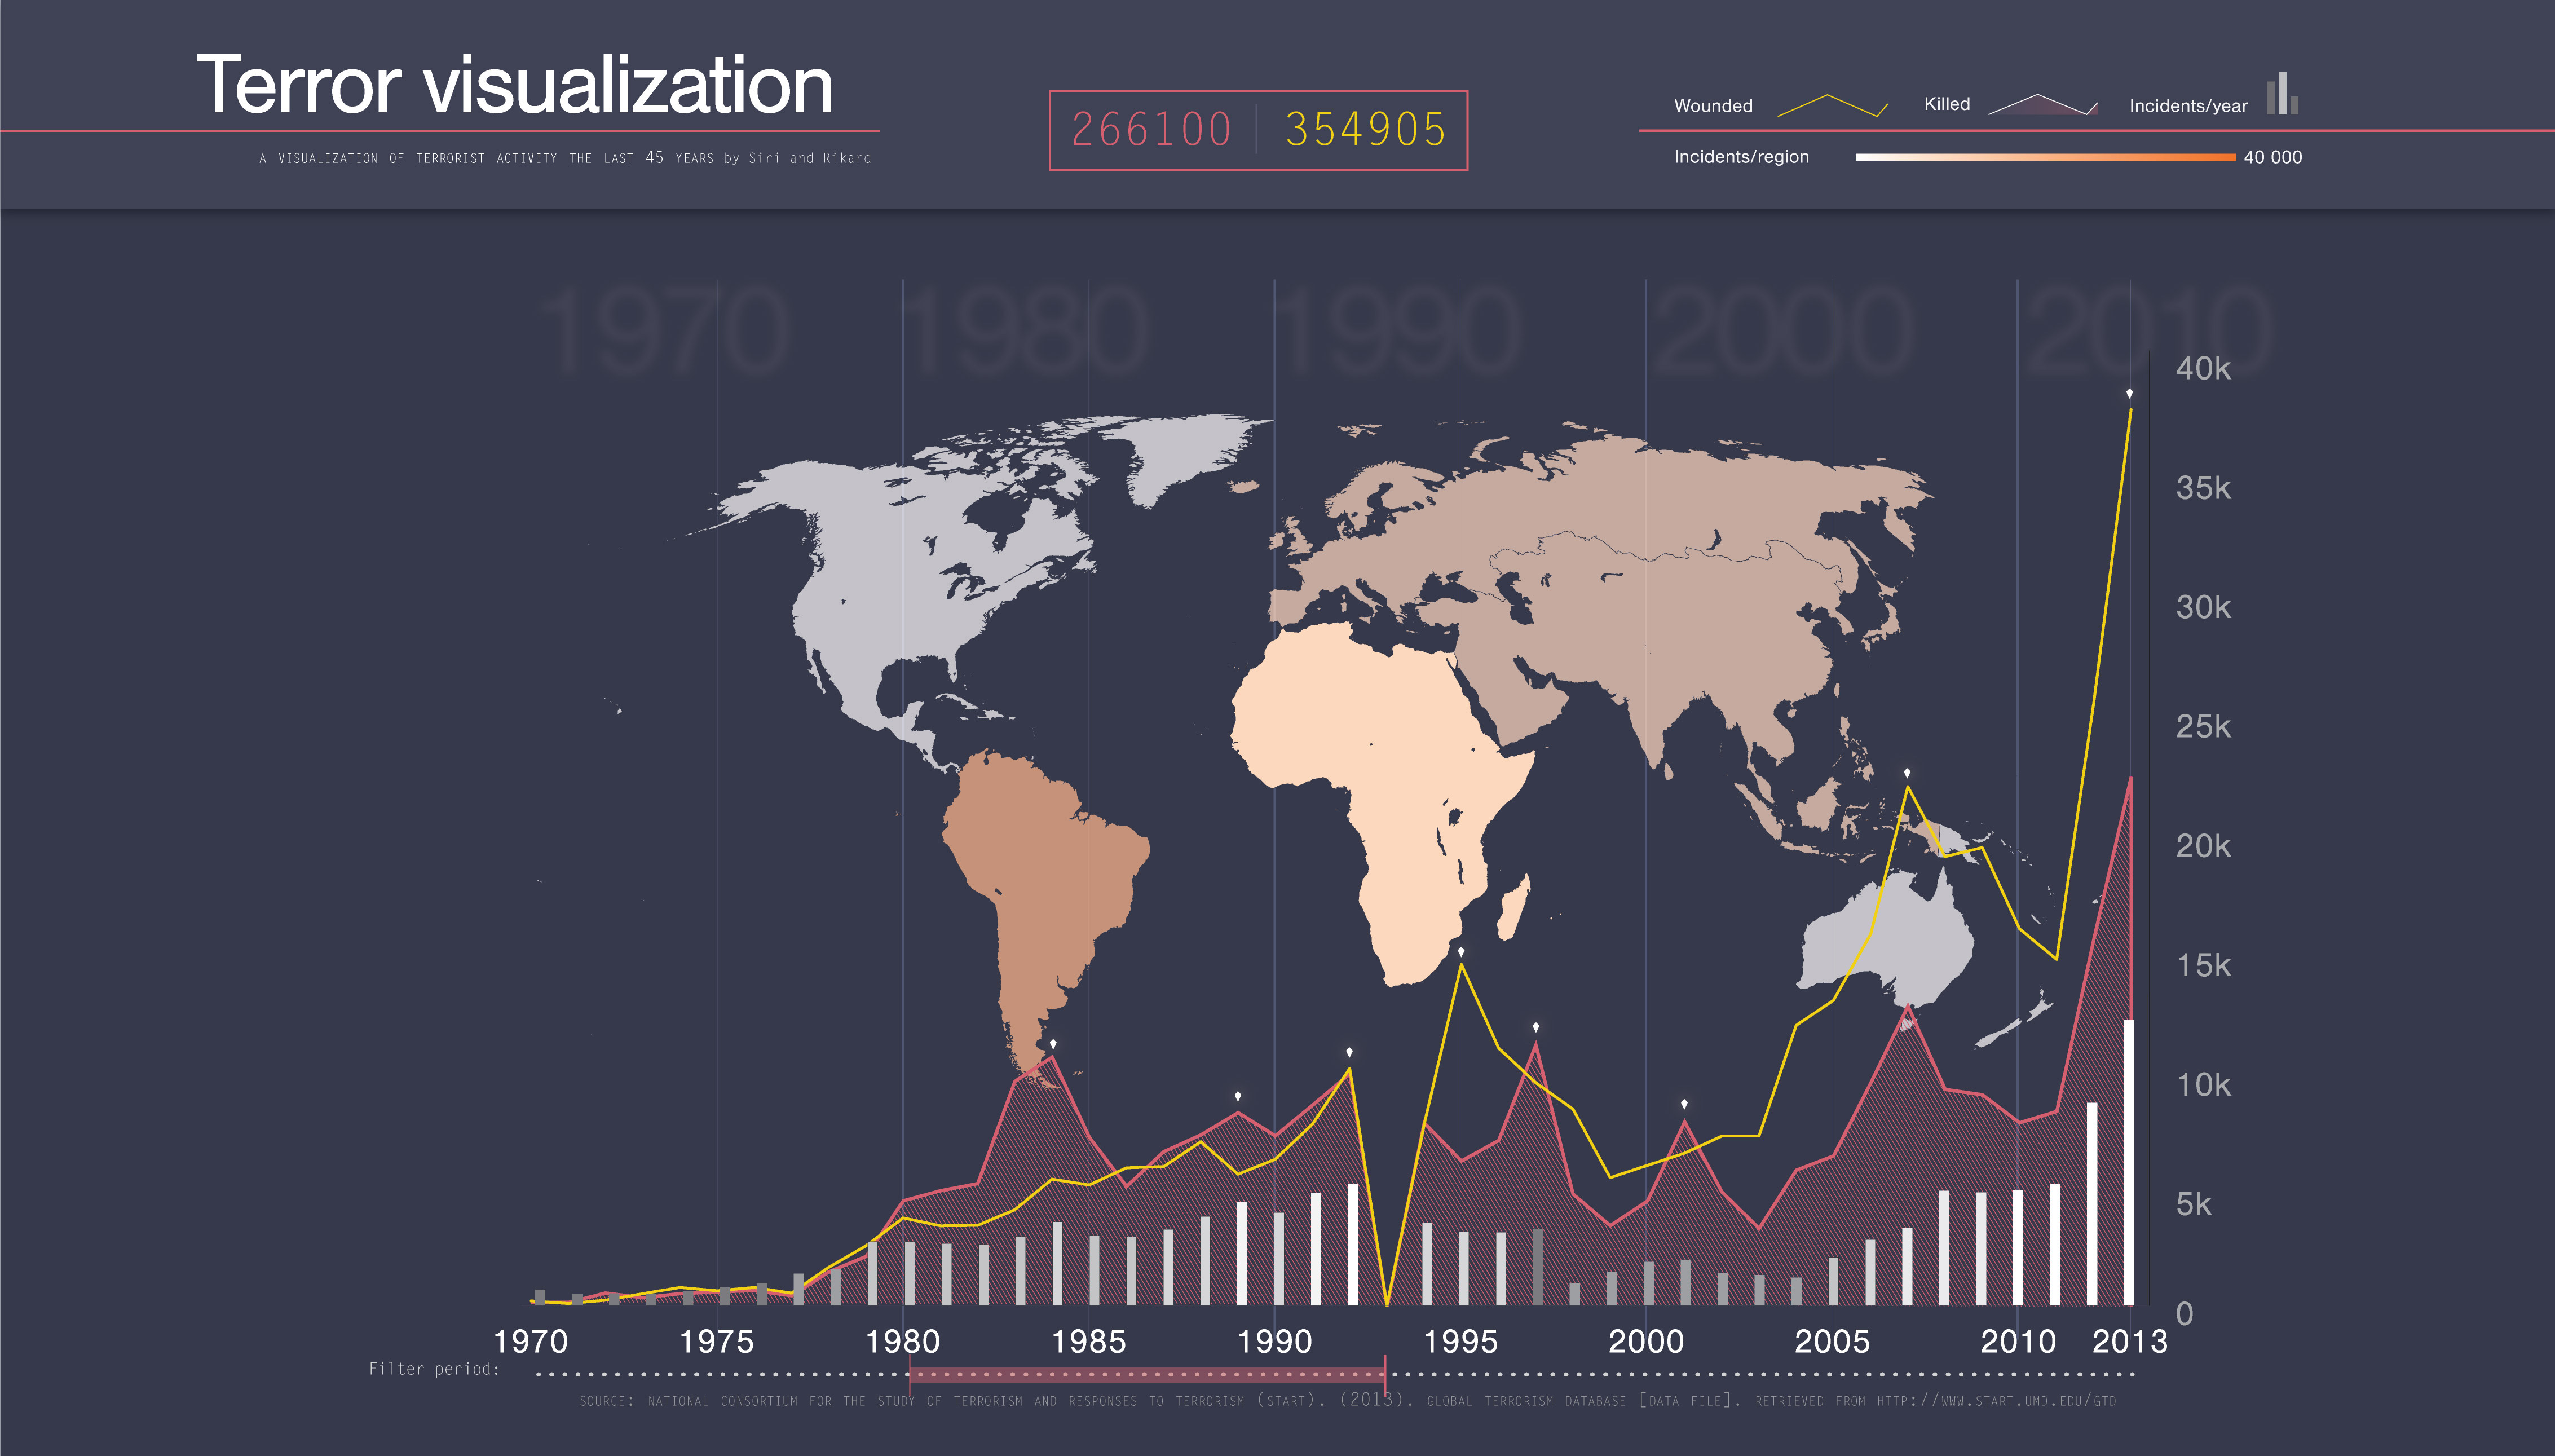 Terror visualization
A VISUALIZATION OF TERRORIST ACTIVITY THE LAST 45 YEARS by Siri and Rikard
266100 354905
Wounded Killed Incidents/year
Incidents/region 40 000
1970 1980 1990 2000 2010
40k
35k
30k
25k
20k
15k
10k
5k
0
1970 1975 1980 1985 1990 1995 2000 2005 2010 2013
Filter period:
SOURCE: NATIONAL CONSORTIUM FOR THE STUDY OF TERRORISM AND RESPONSES TO TERRORISM (START). (2013). GLOBAL TERRORISM DATABASE [DATA FILE]. RETRIEVED FROM HTTP://WWW.START.UMD.EDU/GTD